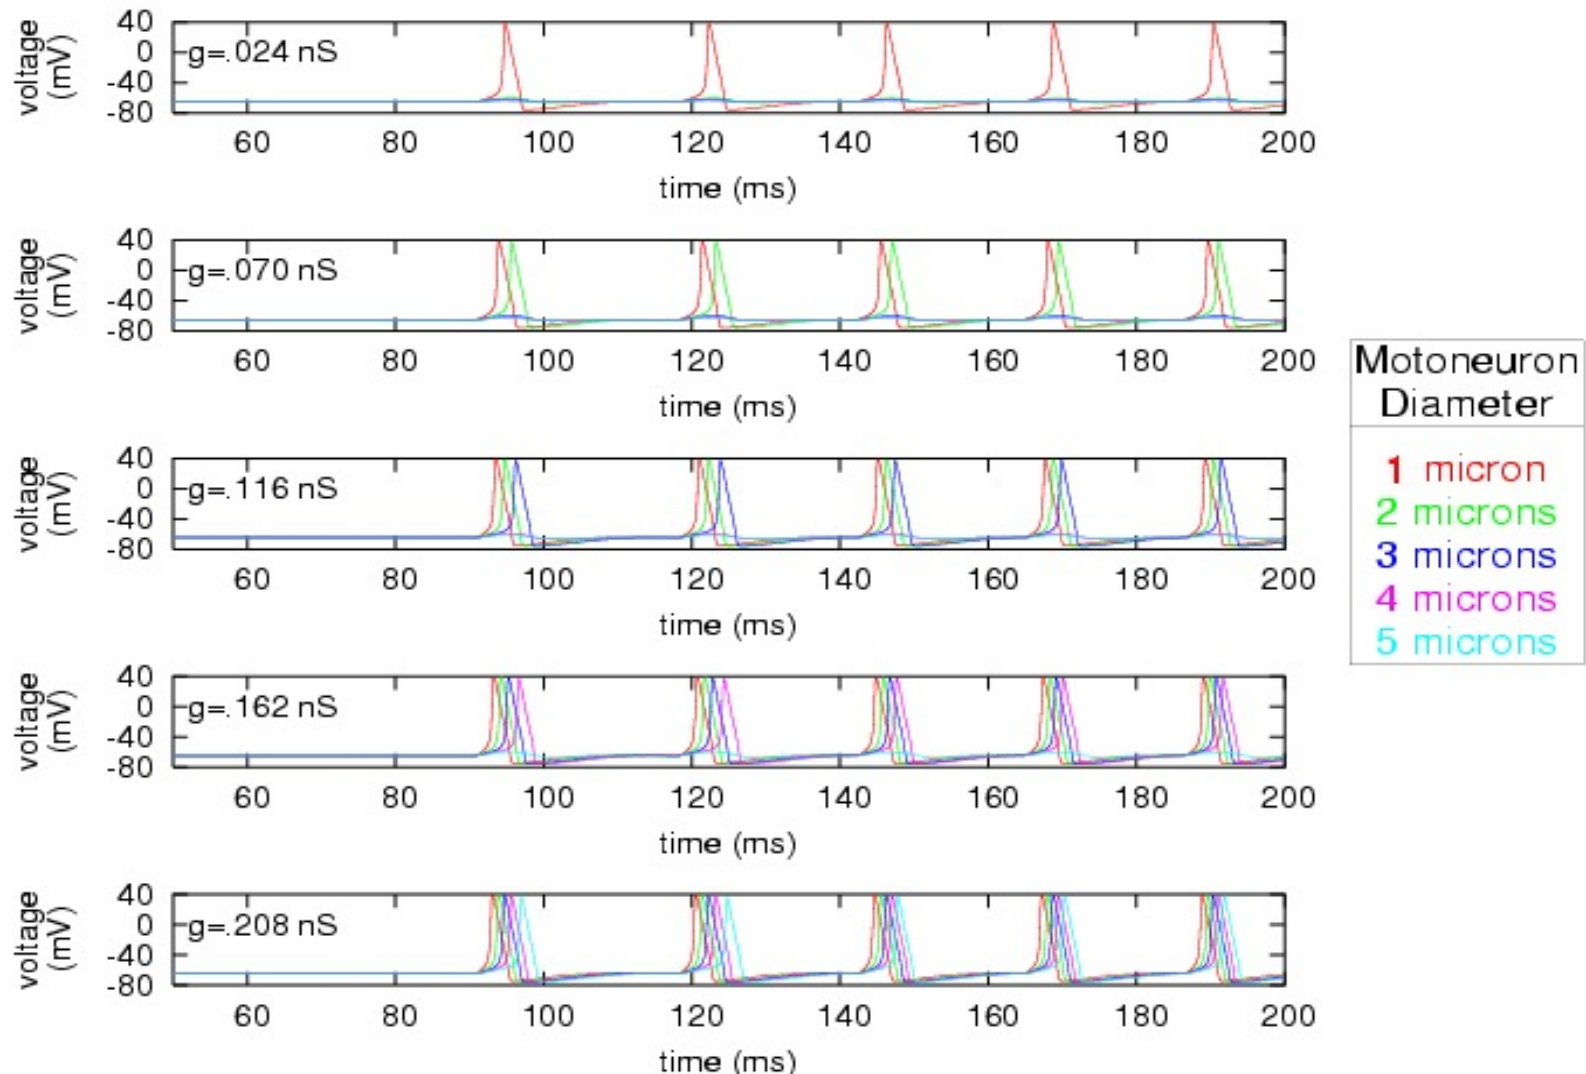 voltage
(mV)
40
0
-40
-80
g=.024 nS
60 80 100 120 140 160 180 200
time (ms)
voltage
(mV)
40
0
-40
-80
g=.070 nS
60 80 100 120 140 160 180 200
time (ms)
voltage
(mV)
40
0
-40
-80
g=.116 nS
60 80 100 120 140 160 180 200
time (ms)
voltage
(mV)
40
0
-40
-80
g=.162 nS
60 80 100 120 140 160 180 200
time (ms)
voltage
(mV)
40
0
-40
-80
g=.208 nS
60 80 100 120 140 160 180 200
time (ms)
Motoneuron
Diameter
1 micron
2 microns
3 microns
4 microns
5 microns